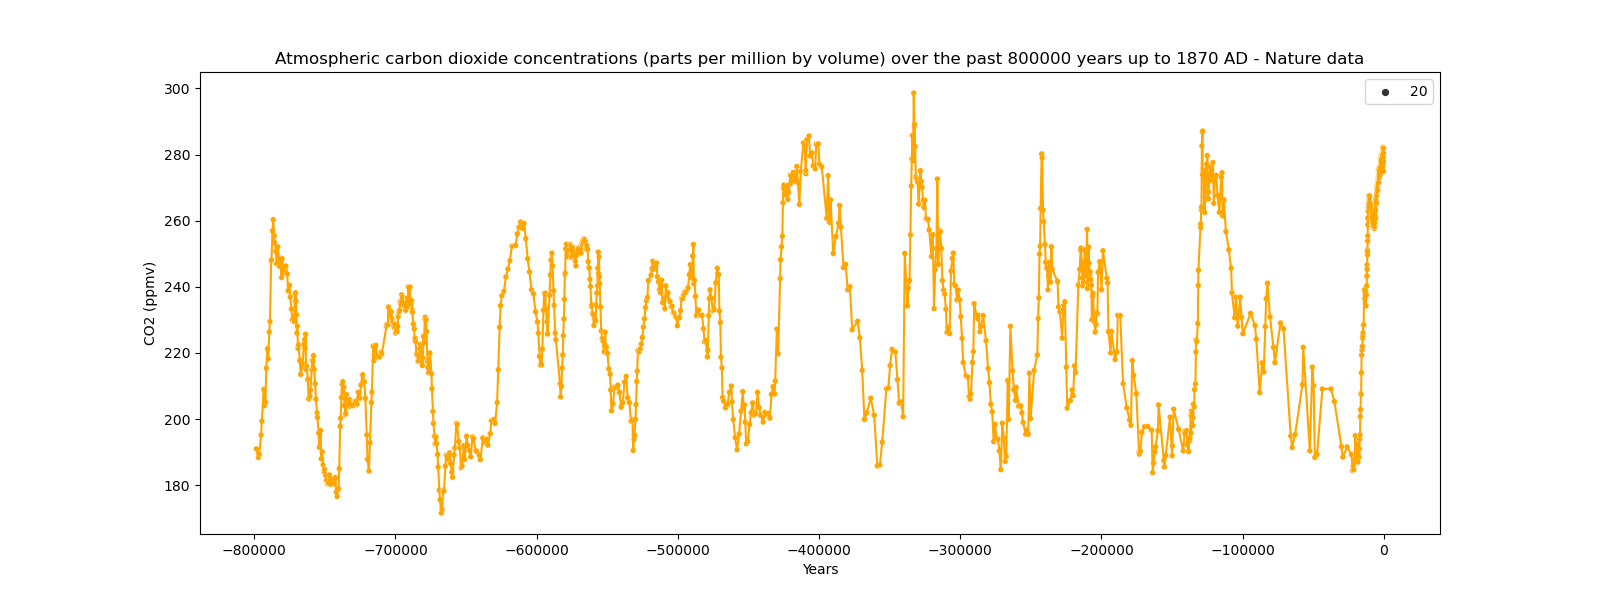 Atmospheric carbon dioxide concentrations (parts per million by volume) over the past 800000 years up to 1870 AD - Nature data
20
CO2 (ppmv)
300
280
260
240
220
200
180
−800000 −700000 −600000 −500000 −400000 −300000 −200000 −100000 0
Years